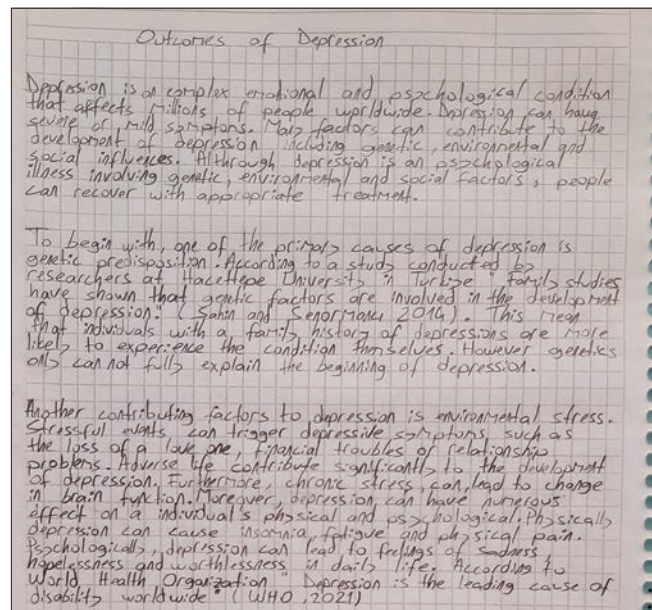 Outcomes of Depression
Depression is an complex emotional and psychological condition
that affects millions of people worldwide. Depression can have
severe or mild symptoms. Many factors can contribute to the
development of depression including genetic, environmental and
social influences. Althrough depression is an psychological
illness involving genetic, environmental and social factors, people
can recover with appropriate treatment.
To begin with, one of the primary causes of depression is
genetic predisposition. According to a study conducted by
researchers at Hacettepe University in Turkiye " Family studies
have shown that genetic factors are involved in the development
of depression." (Sahin and Senormanci 2014). This mean
that individuals with a family history of depressions are more
likely to experience the condition themselves. However genetics
only can not fully explain the beginning of depression.
Another contributing factors to depression is environmental stress.
Stressful events can trigger depressive symptoms, such as
the loss of a love one, financial troubles or relationship
problems. Adverse life contribute significantly to the development
of depression. Furthermore, chronic stress can lead to change
in brain function. Moreover, depression can have numerous
effect on a individual's physical and psychological. Physically
depression can cause insomnia, fatigue and physical pain.
Psychologically, depression can lead to feelings of sadness,
hopelessness and worthlessness in daily life. According to
World Health Organization " Depression is the leading cause of
disability worldwide" (WHO, 2021)